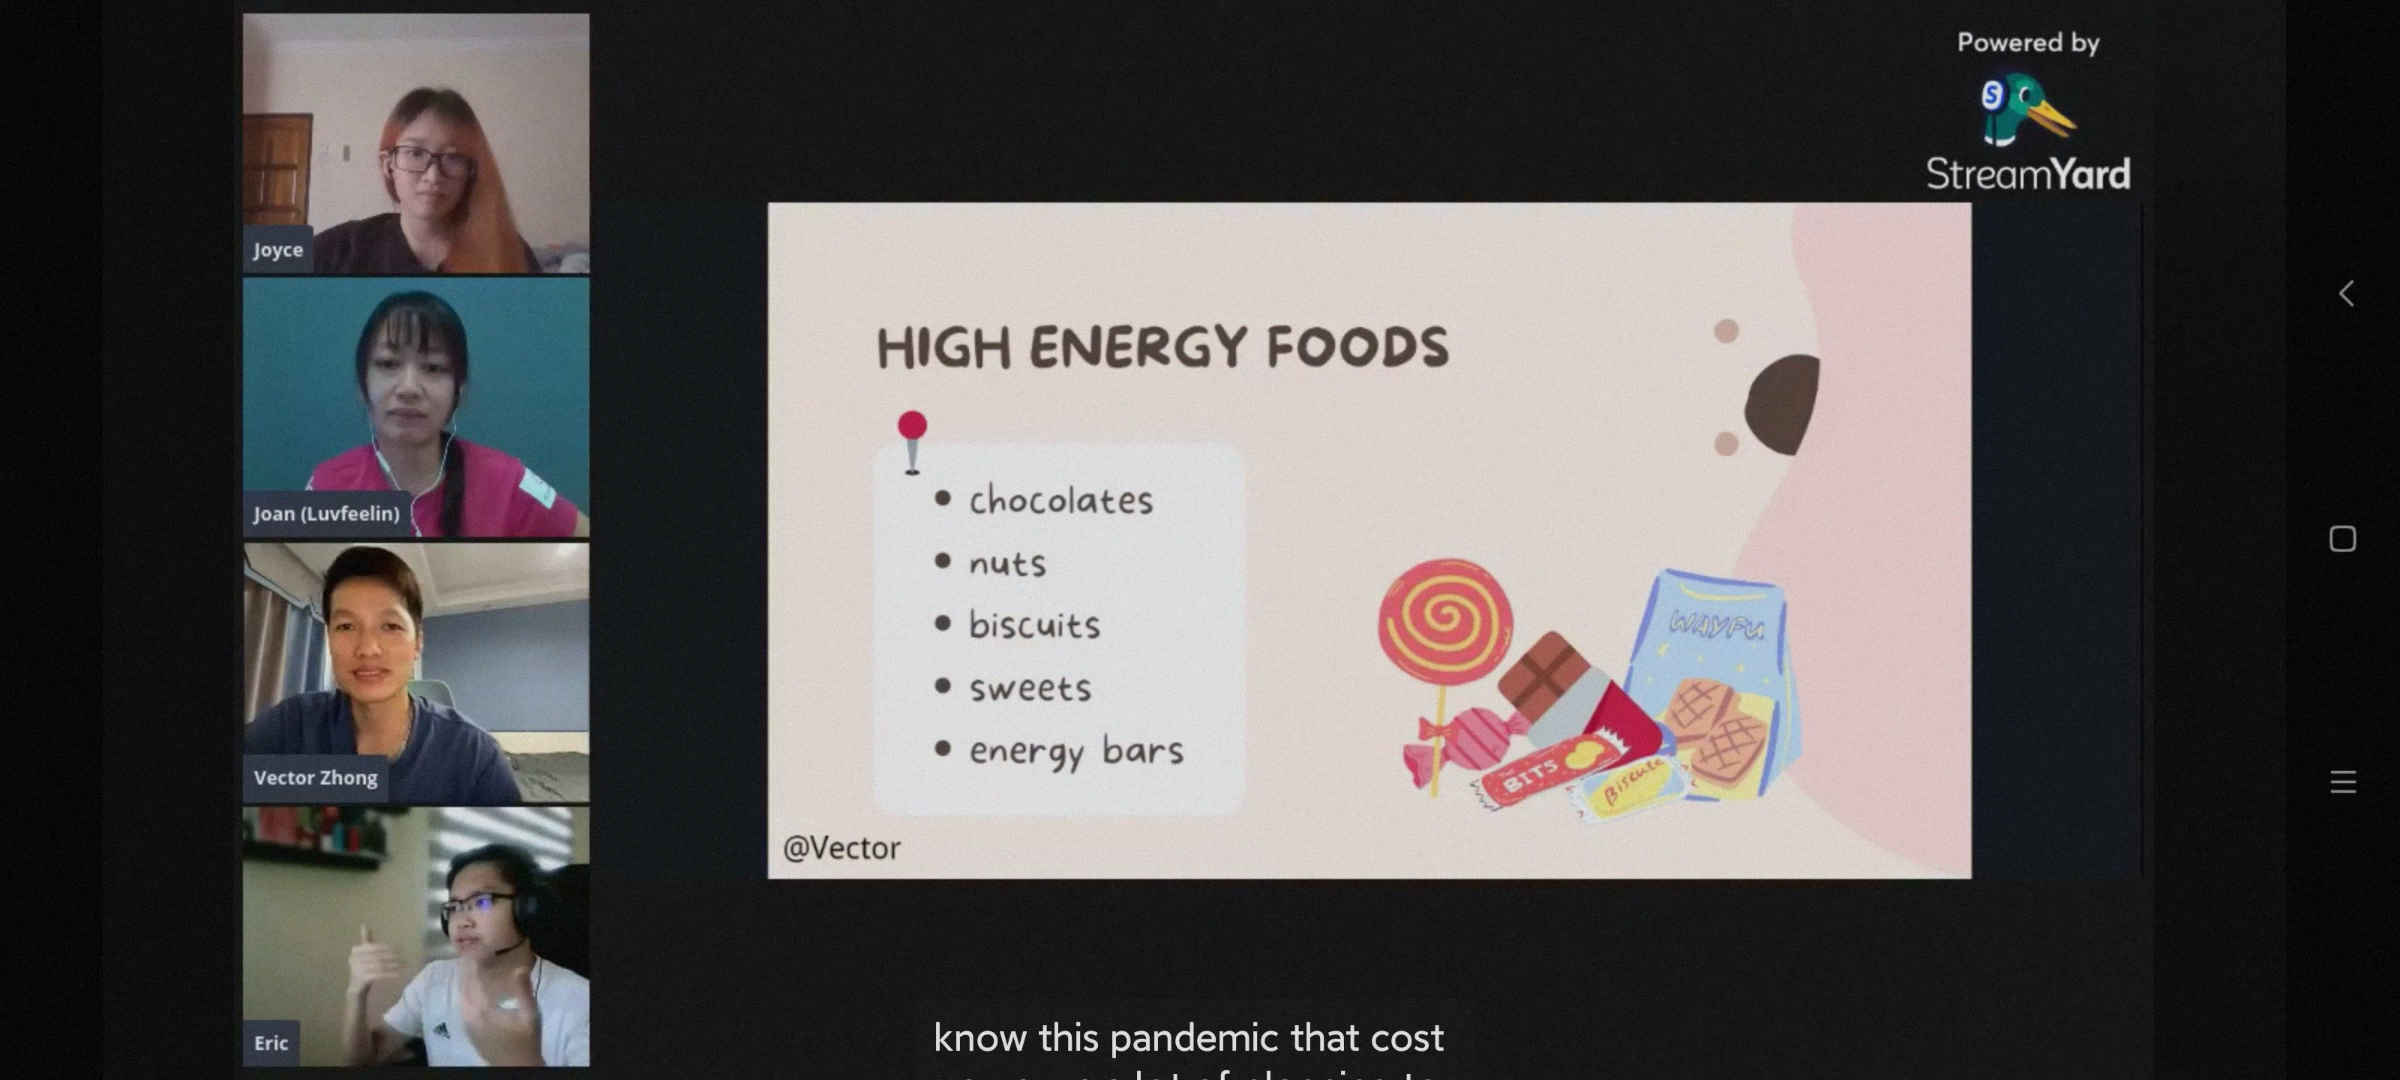 Joyce
Joan (Luvfeelin)
Vector Zhong
Eric
Powered by
S
StreamYard
HIGH ENERGY FOODS
• chocolates
• nuts
• biscuits
• sweets
• energy bars
WAYFU
BITS
Biscute
@Vector
know this pandemic that cost